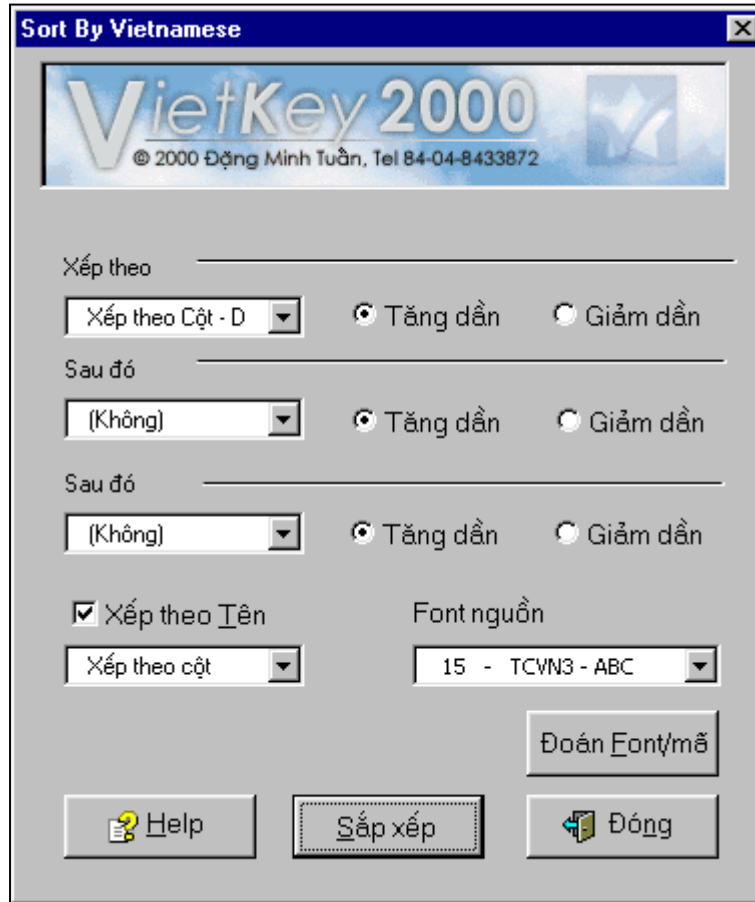 Sort By Vietnamese
VietKey 2000
© 2000 Đặng Minh Tuấn, Tel 84-04-8433872
Xếp theo
Xếp theo Cột - D Tăng dần Giảm dần
Sau đó
(Không) Tăng dần Giảm dần
Sau đó
(Không) Tăng dần Giảm dần
Xếp theo Tên Font nguồn
Xếp theo cột 15 - TCVN3 - ABC
Đoán Font/mã
Help Sắp xếp Đóng